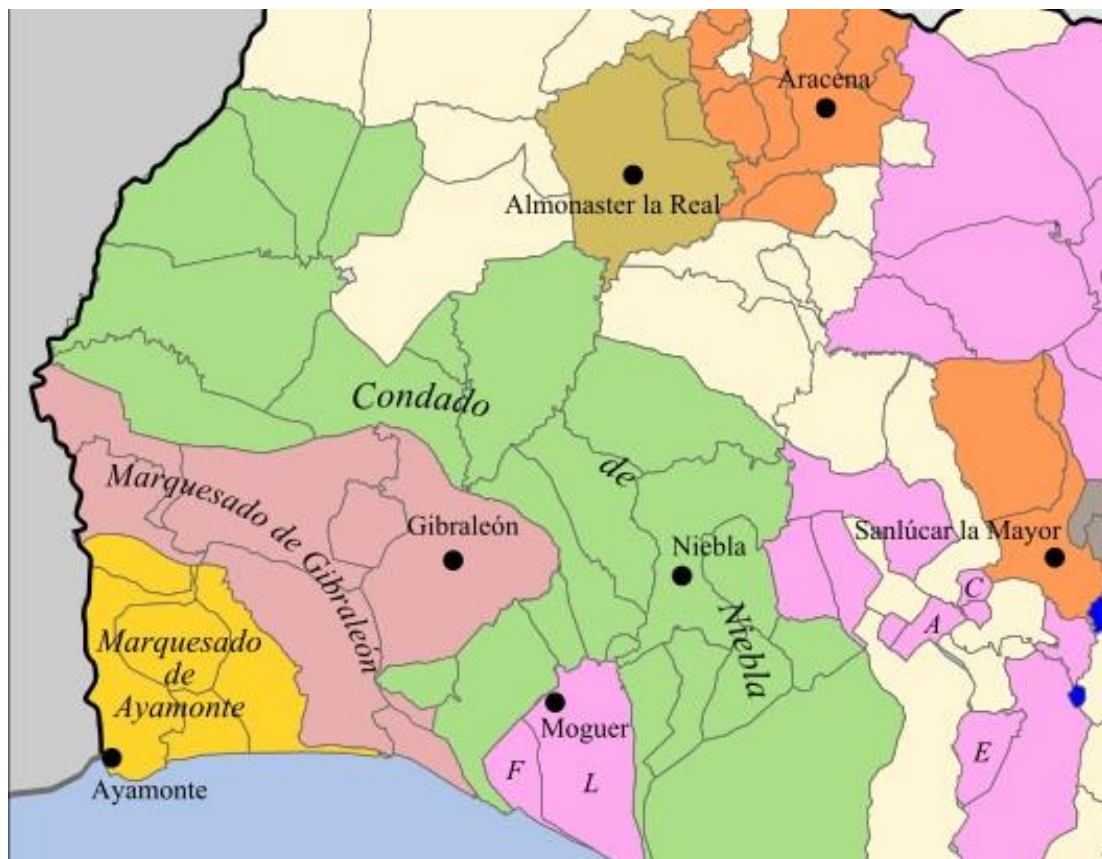 Aracena
Almonaster la Real
Condado
de
Niebla
Marquesado de Gibraleón
Gibraleón
Niebla
Sanlúcar la Mayor
C
A
Marquesado
de
Ayamonte
Moguer
F
L
E
Ayamonte